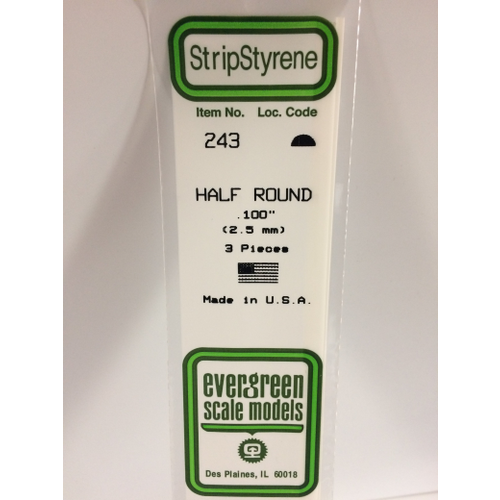 StripStyrene
Item No. Loc. Code
243
HALF ROUND
.100"
(2.5 mm)
3 Pieces
Made in U.S.A.
evergreen
scale models
Des Plaines, IL 60018